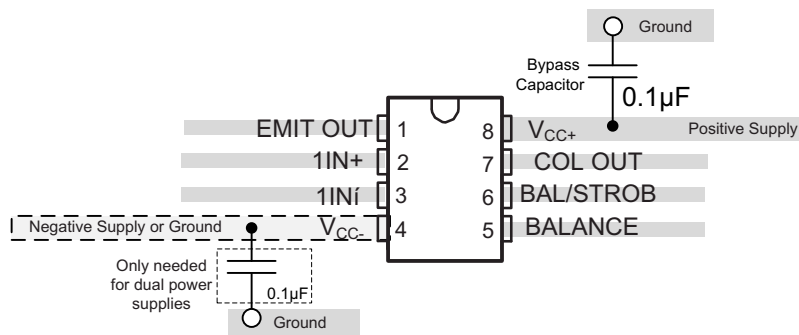 Ground
Bypass
Capacitor
0.1µF
EMIT OUT 1
8 VCC+ Positive Supply
1IN+ 2
7 COL OUT
1INí 3
6 BAL/STROB
Negative Supply or Ground VCC- 4
5 BALANCE
Only needed
for dual power
supplies
0.1µF
Ground